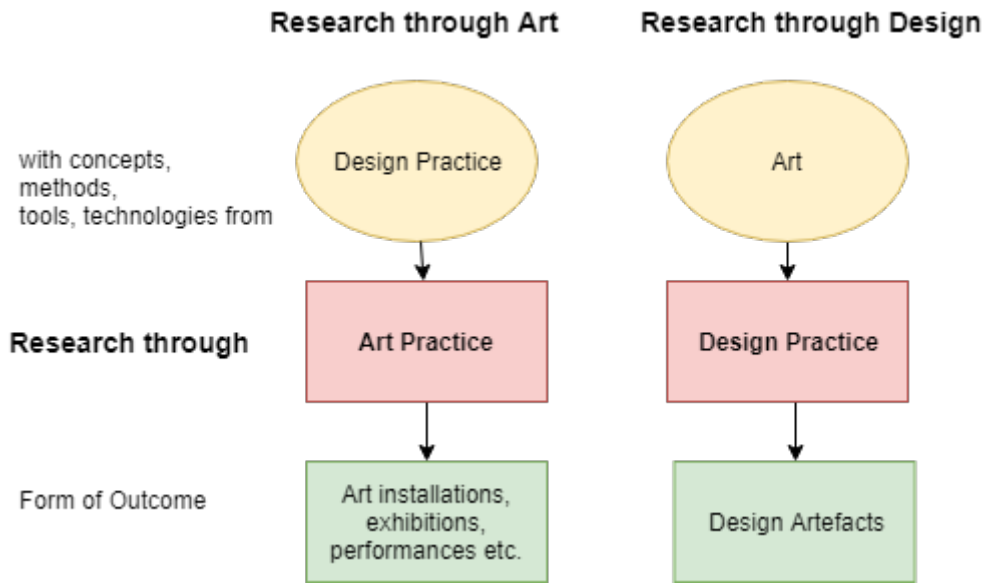 Research through Art
Research through Design
with concepts,
methods,
tools, technologies from
Design Practice
Art
Research through
Art Practice
Design Practice
Form of Outcome
Art installations,
exhibitions,
performances etc.
Design Artefacts